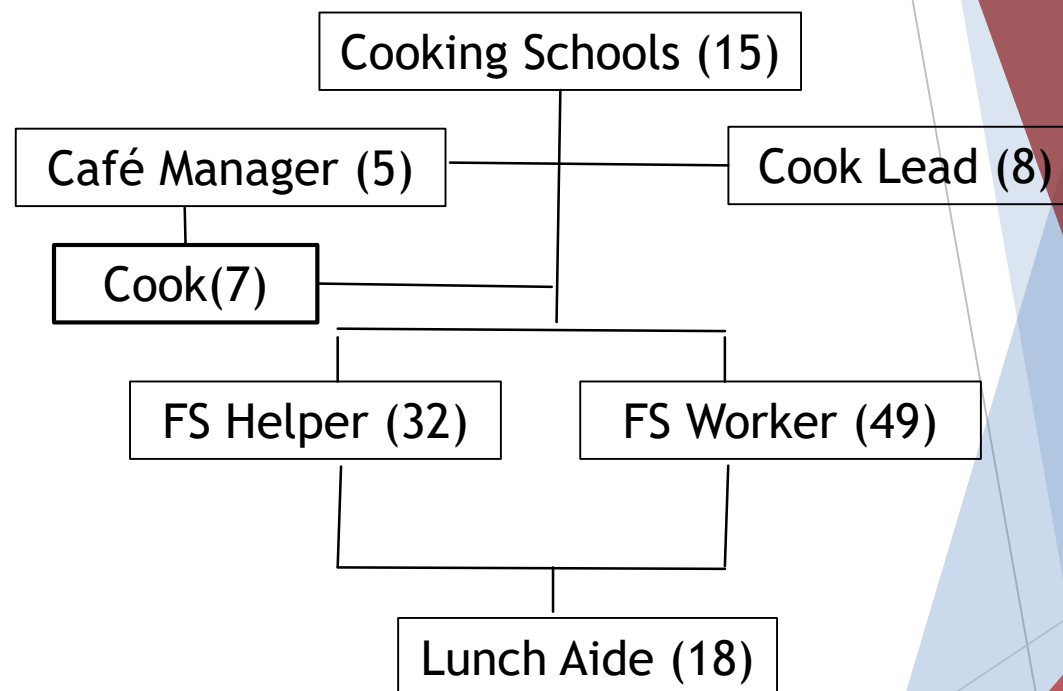 Cooking Schools (15)
Café Manager (5)
Cook Lead (8)
Cook(7)
FS Helper (32)
FS Worker (49)
Lunch Aide (18)